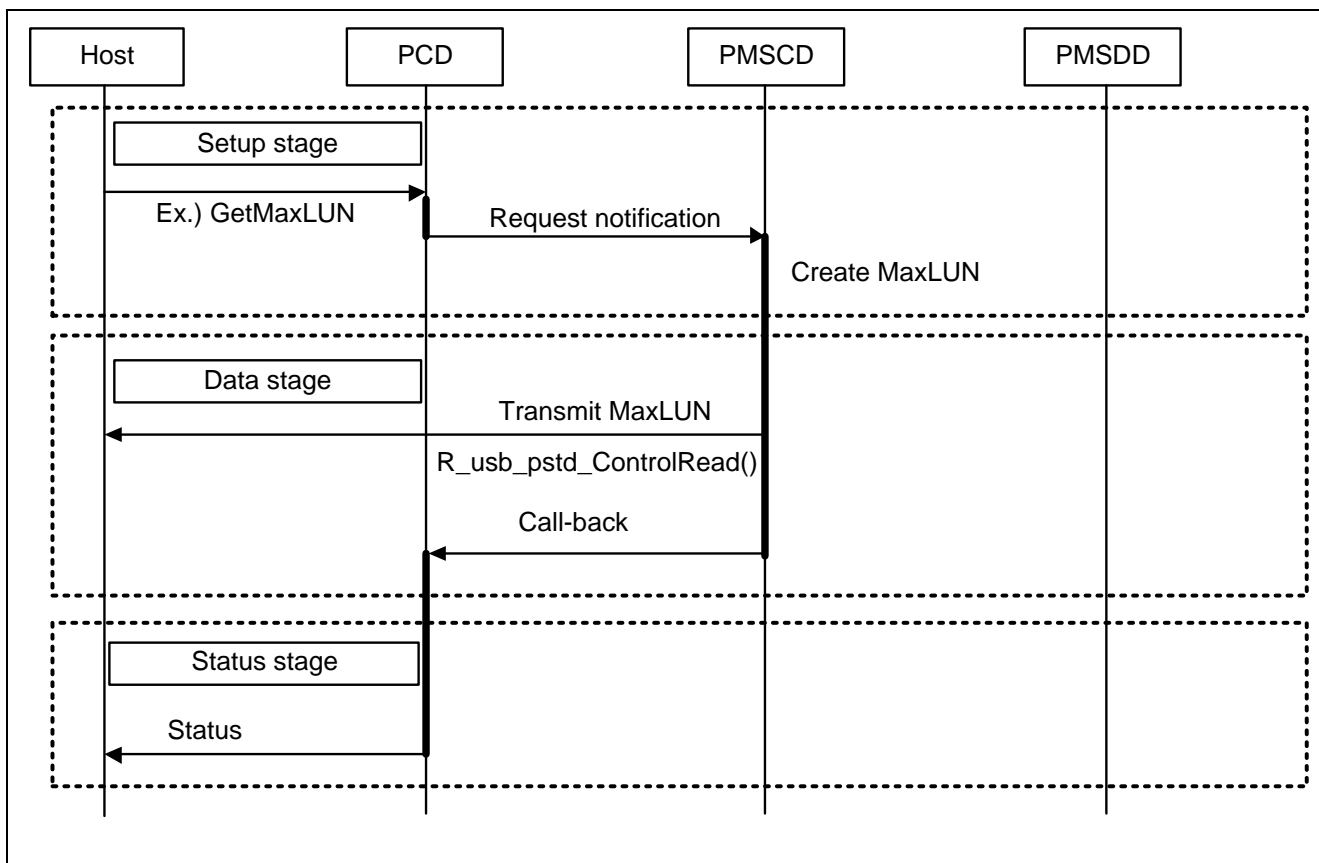 Host
PCD
PMSCD
PMSDD
Setup stage
Ex.) GetMaxLUN
Request notification
Create MaxLUN
Data stage
Transmit MaxLUN
R_usb_pstd_ControlRead()
Call-back
Status stage
Status